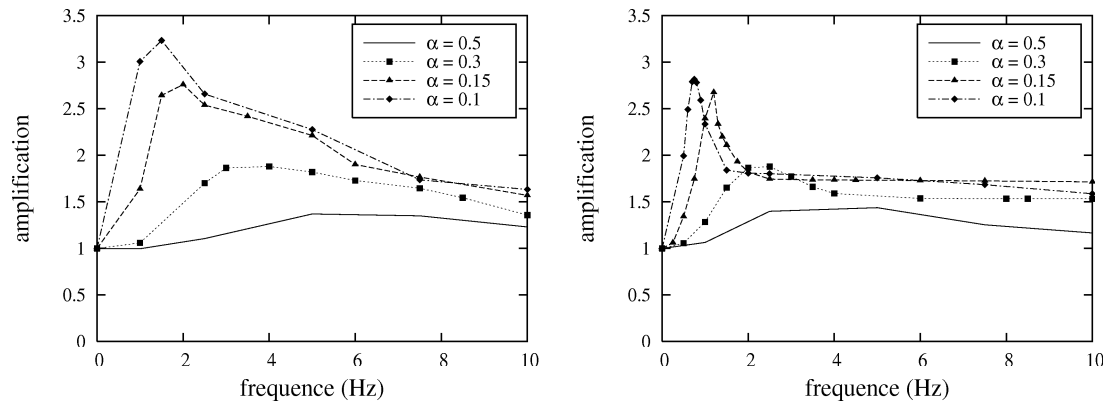 3.5
3
2.5
2
1.5
1
0.5
0
amplification
0 2 4 6 8 10
frequence (Hz)
α = 0.5
α = 0.3
α = 0.15
α = 0.1
3.5
3
2.5
2
1.5
1
0.5
0
amplification
0 2 4 6 8 10
frequence (Hz)
α = 0.5
α = 0.3
α = 0.15
α = 0.1